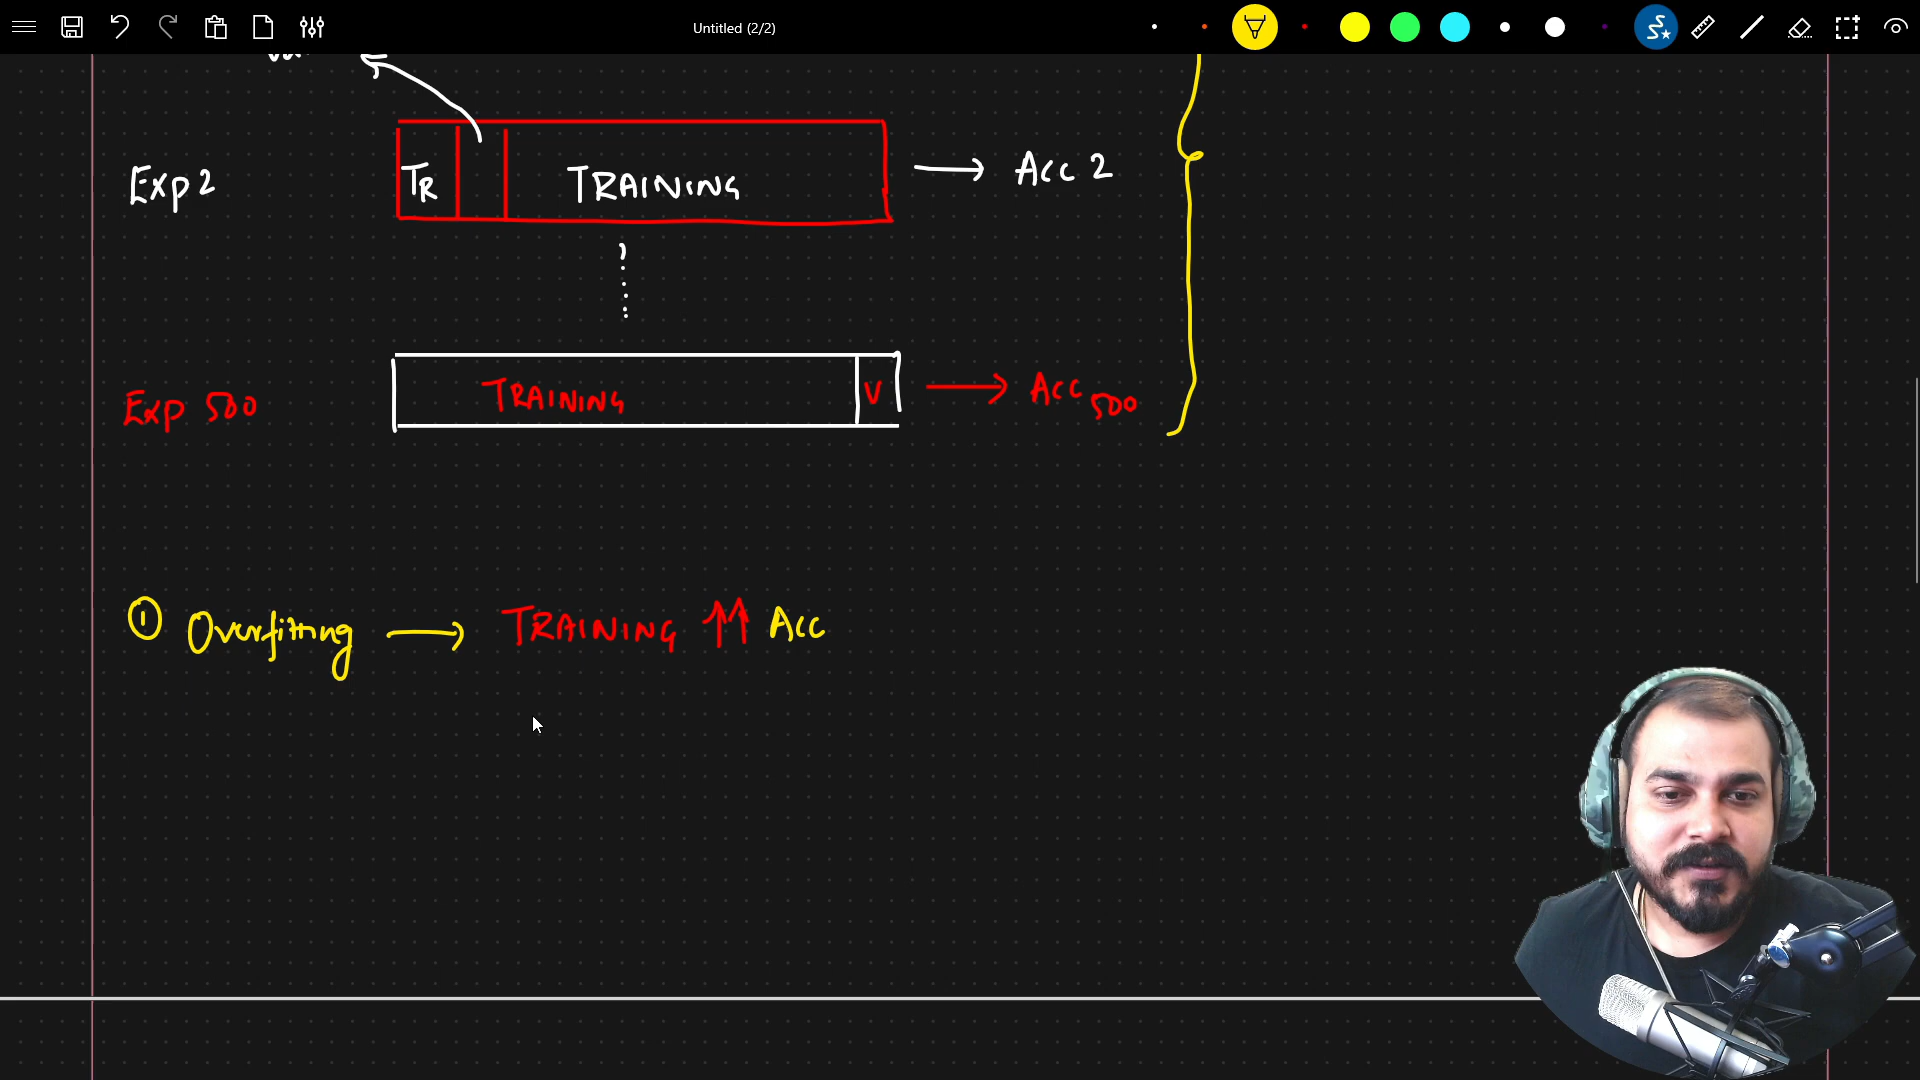 Untitled (2/2)
Exp 2 TR TRAINING → Acc 2
Exp 500 TRAINING V → Acc 500
① Overfitting → TRAINING ↑↑ Acc